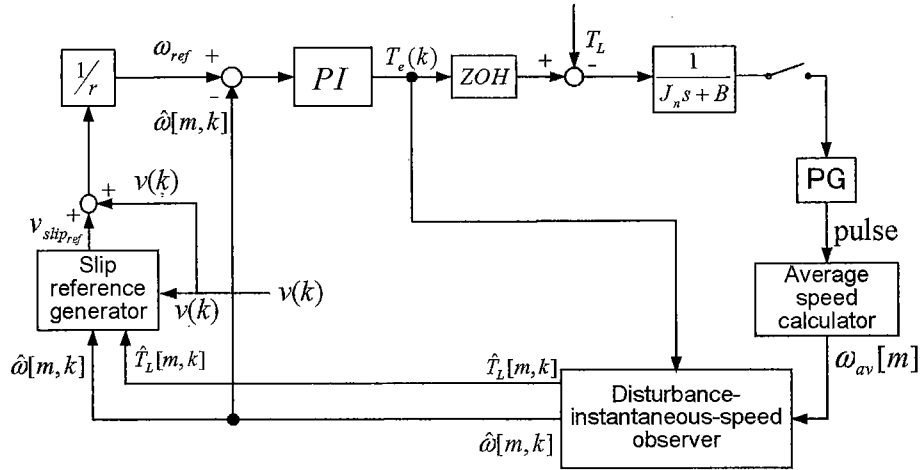 1/r
ω_ref
+
-
ω̂[m,k]
PI
T_e(k)
ZOH
+
-
T_L
1
J_n s + B
PG
pulse
Average
speed
calculator
ω_av[m]
+
v(k)
+
v_slip_ref
Slip
reference
generator
v(k)
v(k)
ω̂[m,k]
T̂_L[m,k]
T̂_L[m,k]
ω̂[m,k]
Disturbance-
instantaneous-speed
observer